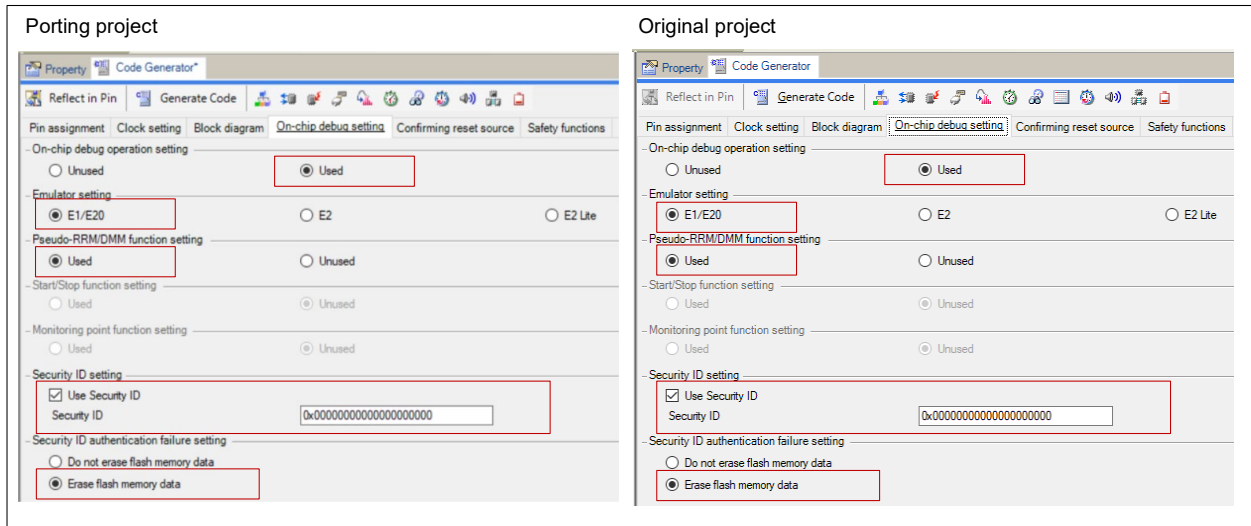 Porting project
Property Code Generator*
Reflect in Pin Generate Code
Pin assignment Clock setting Block diagram On-chip debug setting Confirming reset source Safety functions
On-chip debug operation setting
Unused Used
Emulator setting
E1/E20 E2 E2 Lite
Pseudo-RRM/DMM function setting
Used Unused
Start/Stop function setting
Used Unused
Monitoring point function setting
Used Unused
Security ID setting
Use Security ID
Security ID 0x00000000000000000000
Security ID authentication failure setting
Do not erase flash memory data
Erase flash memory data
Original project
Property Code Generator
Reflect in Pin Generate Code
Pin assignment Clock setting Block diagram On-chip debug setting Confirming reset source Safety functions
On-chip debug operation setting
Unused Used
Emulator setting
E1/E20 E2 E2 Lite
Pseudo-RRM/DMM function setting
Used Unused
Start/Stop function setting
Used Unused
Monitoring point function setting
Used Unused
Security ID setting
Use Security ID
Security ID 0x00000000000000000000
Security ID authentication failure setting
Do not erase flash memory data
Erase flash memory data